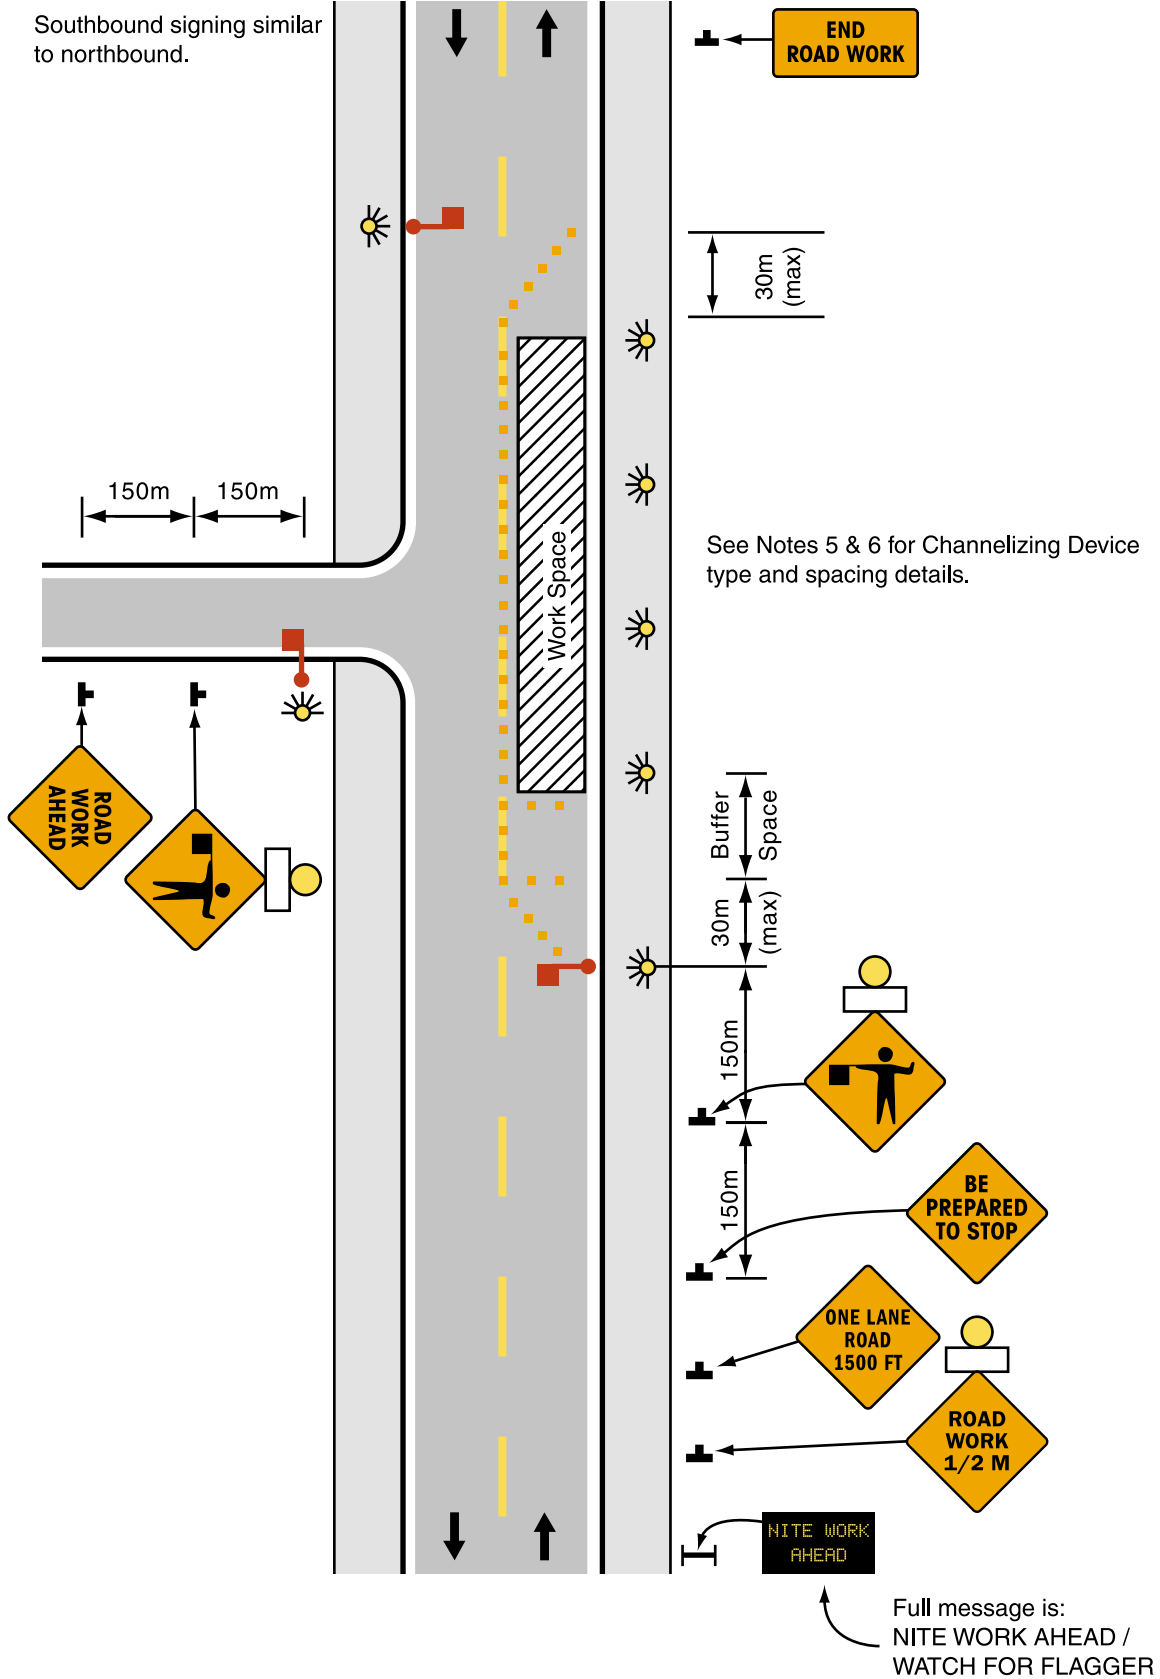 Southbound signing similar
to northbound.
END
ROAD WORK
30m
(max)
150m
150m
See Notes 5 & 6 for Channelizing Device
type and spacing details.
Work Space
ROAD
WORK
AHEAD
Buffer
Space
30m
(max)
150m
150m
BE
PREPARED
TO STOP
ONE LANE
ROAD
1500 FT
ROAD
WORK
1/2 M
NITE WORK
AHEAD
Full message is:
NITE WORK AHEAD /
WATCH FOR FLAGGER